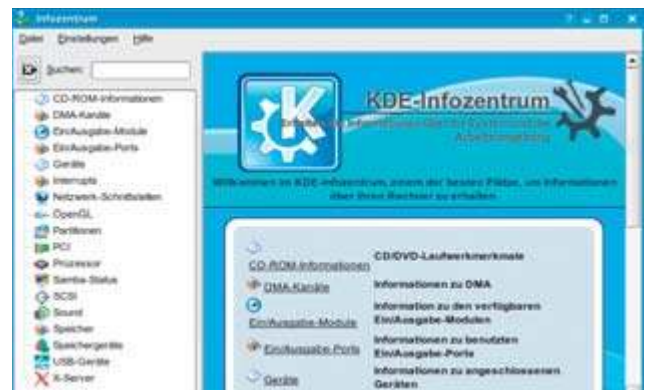 Infozentrum
Datei Einstellungen Hilfe
Suchen:
CD-ROM-Informationen
DMA-Kanäle
Ein/Ausgabe-Module
Ein/Ausgabe-Ports
Geräte
Interrupts
Netzwerk-Schnittstellen
OpenGL
Partitionen
PCI
Prozessor
Samba-Status
SCSI
Sound
Speicher
Speichergeräte
USB-Geräte
X-Server
KDE-Infozentrum
Arbeitsumgebung
Willkommen im KDE-Infozentrum, einem der besten Plätze, um Informationen
über Ihren Rechner zu erhalten.
CD-ROM-Informationen CD/DVD-Laufwerkmerkmale
DMA-Kanäle Informationen zu DMA
Ein/Ausgabe-Module Information zu den verfügbaren
Ein/Ausgabe-Modulen
Ein/Ausgabe-Ports Informationen zu benutzten
Ein/Ausgabe-Ports
Geräte Informationen zu angeschlossenen
Geräten